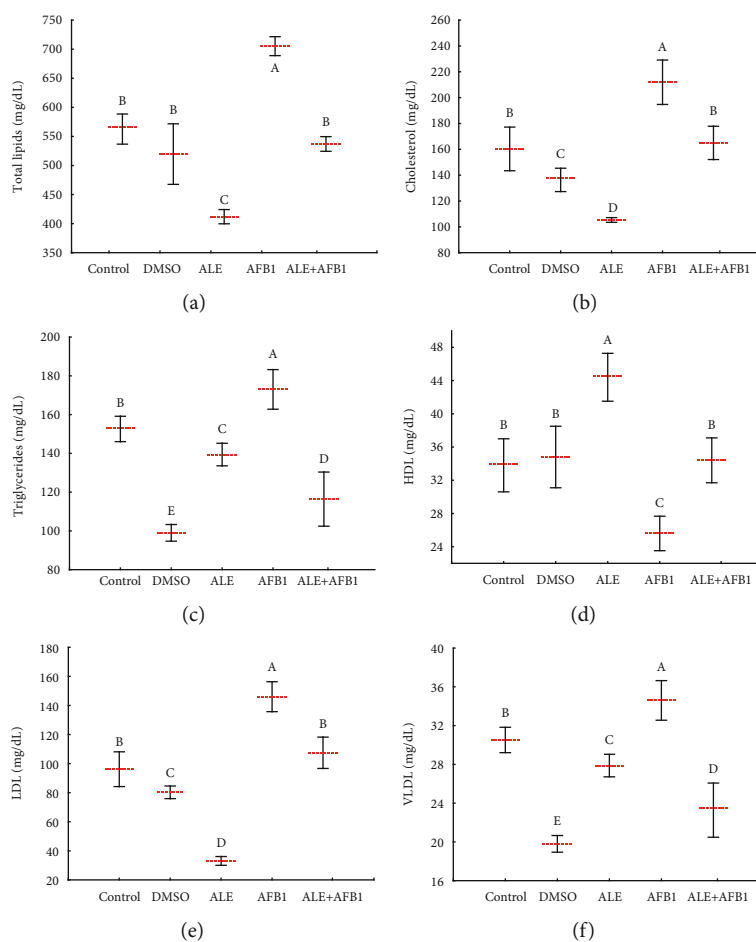 750
700
650
600
550
500
450
400
350
Total lipids (mg/dL)
B
B
C
A
B
Control DMSO ALE AFB1 ALE+AFB1
(a)
260
240
220
200
180
160
140
120
100
80
Cholesterol (mg/dL)
B
C
D
A
B
Control DMSO ALE AFB1 ALE+AFB1
(b)
200
180
160
140
120
100
80
Triglycerides (mg/dL)
B
E
C
A
D
Control DMSO ALE AFB1 ALE+AFB1
(c)
48
44
40
36
32
28
24
HDL (mg/dL)
B
B
A
C
B
Control DMSO ALE AFB1 ALE+AFB1
(d)
180
160
140
120
100
80
60
40
20
LDL (mg/dL)
B
C
D
A
B
Control DMSO ALE AFB1 ALE+AFB1
(e)
40
36
32
28
24
20
16
VLDL (mg/dL)
B
E
C
A
D
Control DMSO ALE AFB1 ALE+AFB1
(f)